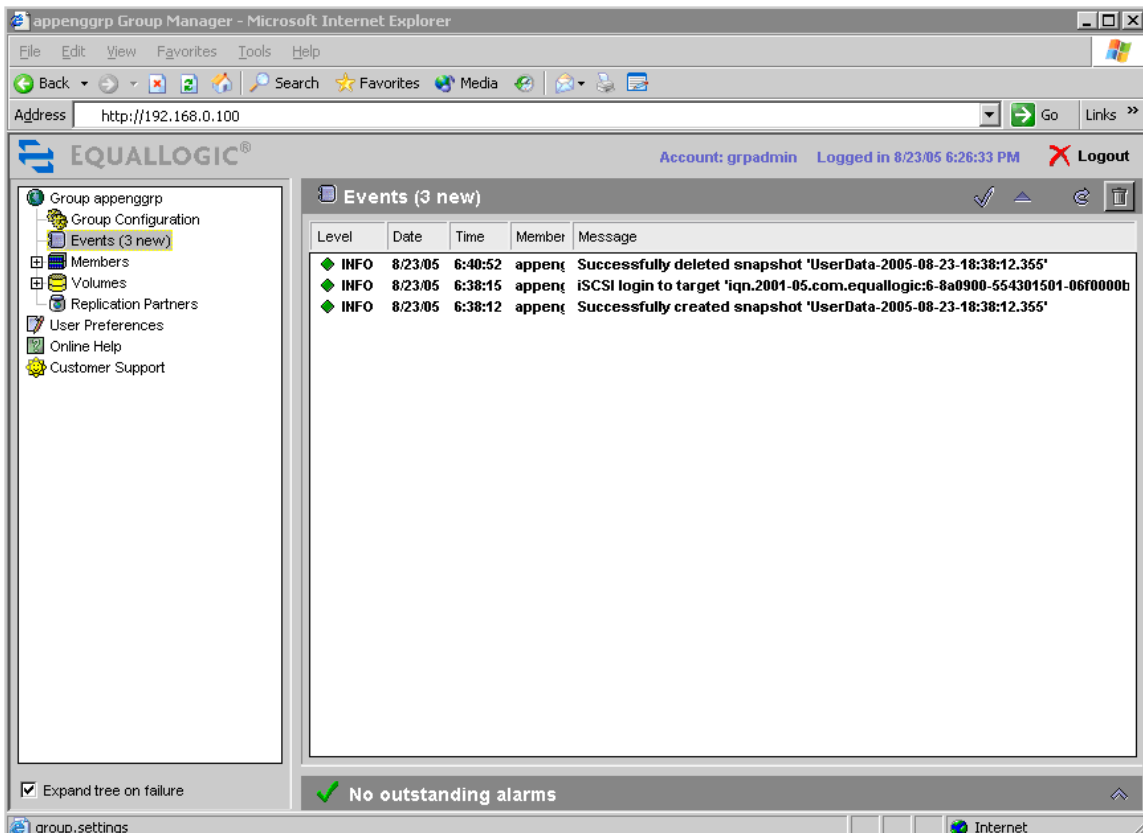 appenggrp Group Manager - Microsoft Internet Explorer
File Edit View Favorites Tools Help
Back Search Favorites Media
Address http://192.168.0.100 Go Links »
EQUALLOGIC® Account: grpadmin Logged in 8/23/05 6:26:33 PM Logout
Group appenggrp
Group Configuration
Events (3 new)
Members
Volumes
Replication Partners
User Preferences
Online Help
Customer Support
Expand tree on failure
Events (3 new)
Level Date Time Member Message
INFO 8/23/05 6:40:52 appeng Successfully deleted snapshot 'UserData-2005-08-23-18:38:12.355'
INFO 8/23/05 6:38:15 appeng iSCSI login to target 'iqn.2001-05.com.equallogic:6-8a0900-554301501-06f0000b
INFO 8/23/05 6:38:12 appeng Successfully created snapshot 'UserData-2005-08-23-18:38:12.355'
No outstanding alarms
group.settings Internet